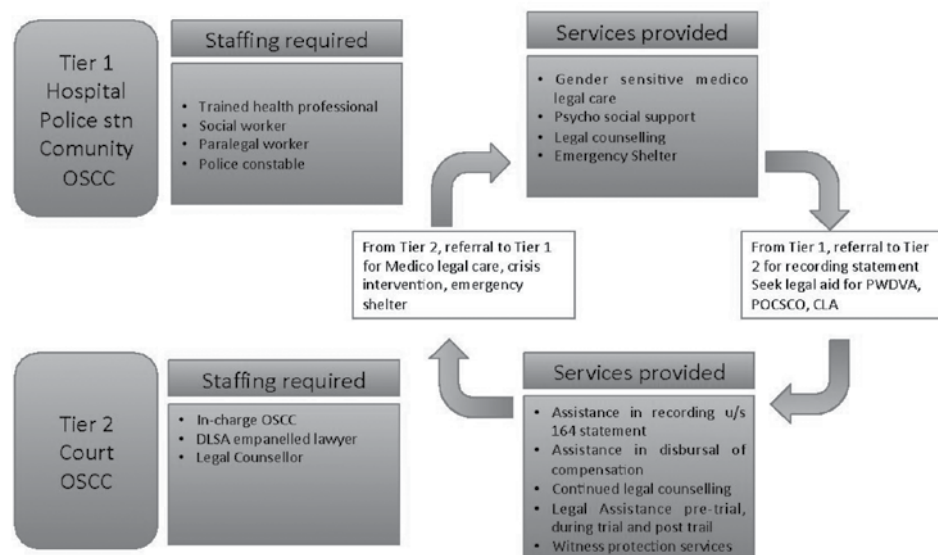 Tier 1
Hospital
Police stn
Comunity
OSCC
Staffing required
• Trained health professional
• Social worker
• Paralegal worker
• Police constable
Services provided
• Gender sensitive medico
legal care
• Psycho social support
• Legal counselling
• Emergency Shelter
From Tier 2, referral to Tier 1
for Medico legal care, crisis
intervention, emergency
shelter
From Tier 1, referral to Tier
2 for recording statement
Seek legal aid for PWDVA,
POCSCO, CLA
Tier 2
Court
OSCC
Staffing required
• In-charge OSCC
• DLSA empanelled lawyer
• Legal Counsellor
Services provided
• Assistance in recording u/s
164 statement
• Assistance in disbursal of
compensation
• Continued legal counselling
• Legal Assistance pre-trial,
during trial and post trail
• Witness protection services